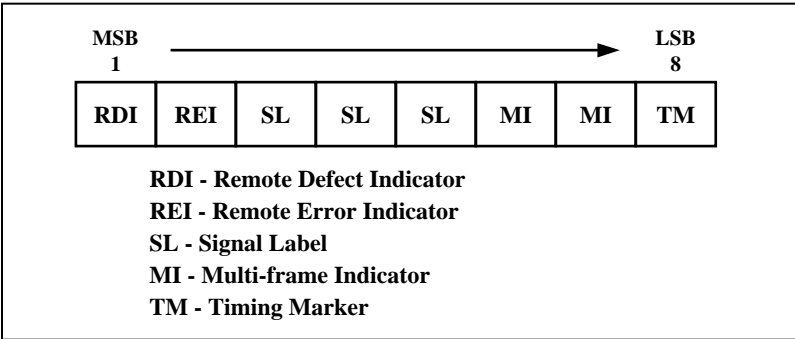 MSB LSB
1 8
RDI REI SL SL SL MI MI TM
RDI - Remote Defect Indicator
REI - Remote Error Indicator
SL - Signal Label
MI - Multi-frame Indicator
TM - Timing Marker